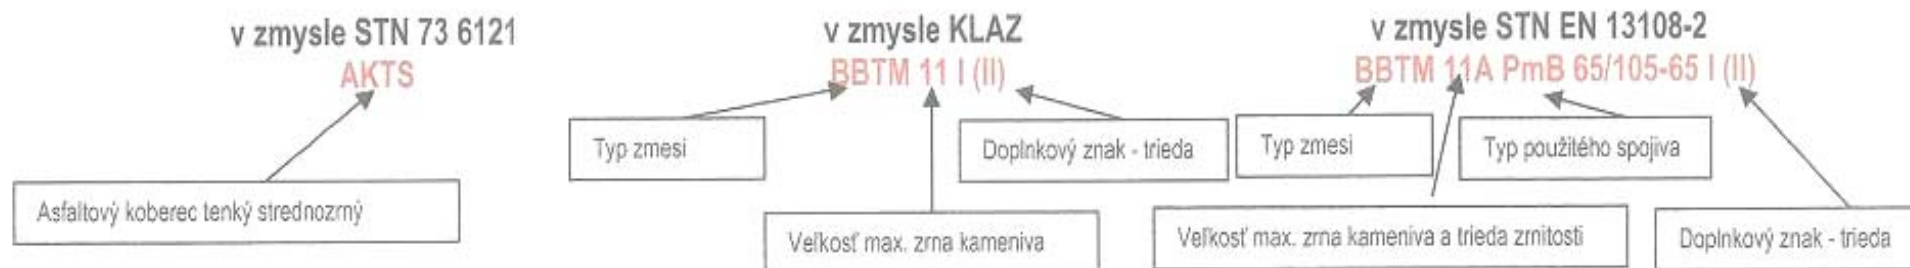 v zmysle STN 73 6121
AKTS
Asfaltový koberec tenký strednozrný
v zmysle KLAZ
BBTM 11 I (II)
Typ zmesi
Doplnkový znak - trieda
Veľkosť max. zrna kameniva
v zmysle STN EN 13108-2
BBTM 11A PmB 65/105-65 I (II)
Typ zmesi
Typ použitého spojiva
Veľkosť max. zrna kameniva a trieda zrnitosti
Doplnkový znak - trieda